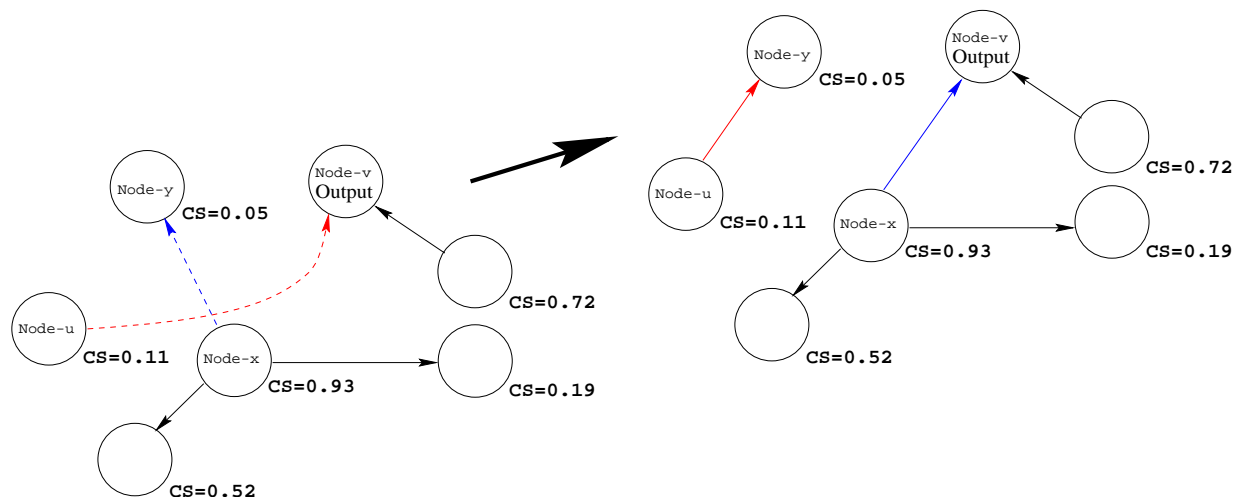 Node-y
CS=0.05
Node-v
Output
CS=0.72
Node-u
CS=0.11
Node-x
CS=0.93
CS=0.19
CS=0.52
Node-y
CS=0.05
Node-v
Output
CS=0.72
Node-u
CS=0.11
Node-x
CS=0.93
CS=0.19
CS=0.52